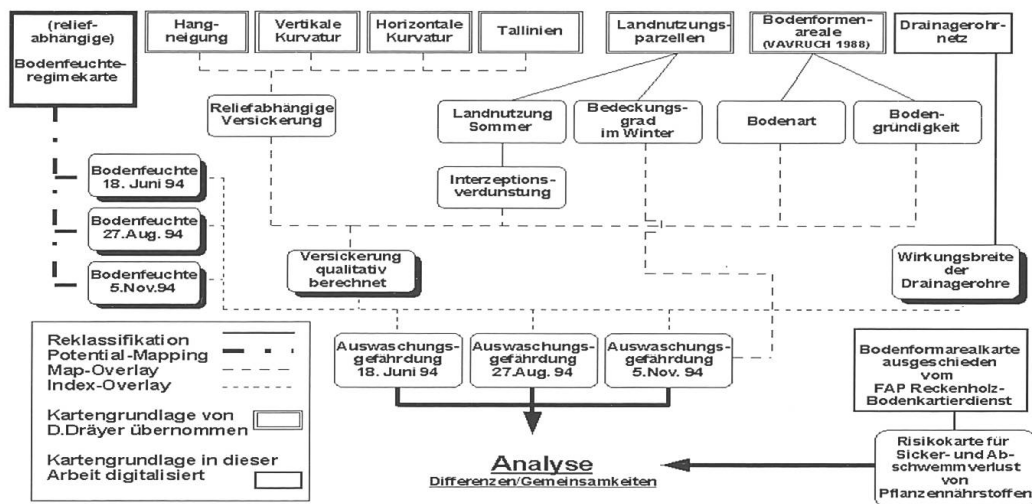 (relief-
abhängige)
Bodenfeuchte-
regimekarte
Hang-
neigung
Vertikale
Kurvatur
Horizontale
Kurvatur
Tallinien
Landnutzungs-
parzellen
Bodenformen-
areale
(VAVRUCH 1988)
Drainagerohr-
netz
Reliefabhängige
Versickerung
Landnutzung
Sommer
Bedeckungs-
grad
im Winter
Bodenart
Boden-
gründigkeit
Interzeptions-
verdunstung
Bodenfeuchte
18. Juni 94
Bodenfeuchte
27.Aug. 94
Bodenfeuchte
5.Nov.94
Versickerung
qualitativ
berechnet
Wirkungsbreite
der
Drainagerohre
Reklassifikation
Potential-Mapping
Map-Overlay
Index-Overlay
Kartengrundlage von
D.Dräyer übernommen
Kartengrundlage in dieser
Arbeit digitalisiert
Auswaschungs-
gefährdung
18. Juni 94
Auswaschungs-
gefährdung
27.Aug. 94
Auswaschungs-
gefährdung
5.Nov. 94
Bodenformarealkarte
ausgeschieden
vom
FAP Reckenholz-
Bodenkartierdienst
Analyse
Differenzen/Gemeinsamkeiten
Risikokarte für
Sicker- und Ab-
schwemmverlust
von
Pflanzennährstoffen